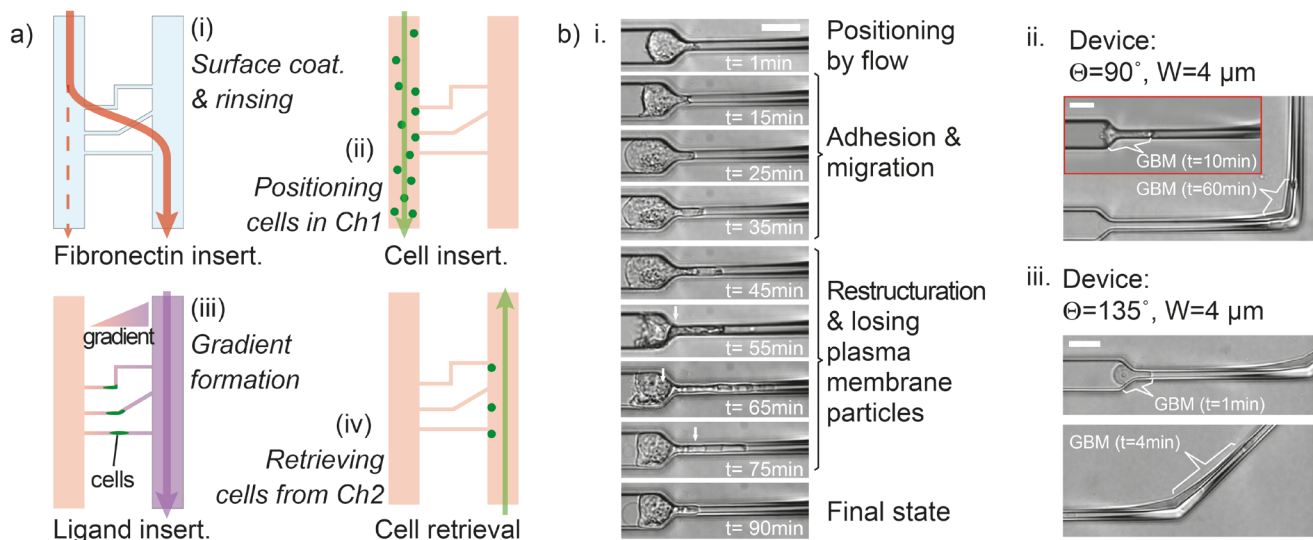 a)
(i)
Surface coat.
& rinsing
Fibronectin insert.
(ii)
Positioning
cells in Ch1
Cell insert.
(iii)
gradient
Gradient
formation
cells
Ligand insert.
(iv)
Retrieving
cells from Ch2
Cell retrieval
b) i.
t= 1min
Positioning
by flow
t= 15min
t= 25min
t= 35min
Adhesion &
migration
t= 45min
t= 55min
t= 65min
t= 75min
Restructuration
& losing
plasma
membrane
particles
t= 90min
Final state
ii. Device:
Θ=90˚, W=4 µm
GBM (t=10min)
GBM (t=60min)
iii. Device:
Θ=135˚, W=4 µm
GBM (t=1min)
GBM (t=4min)